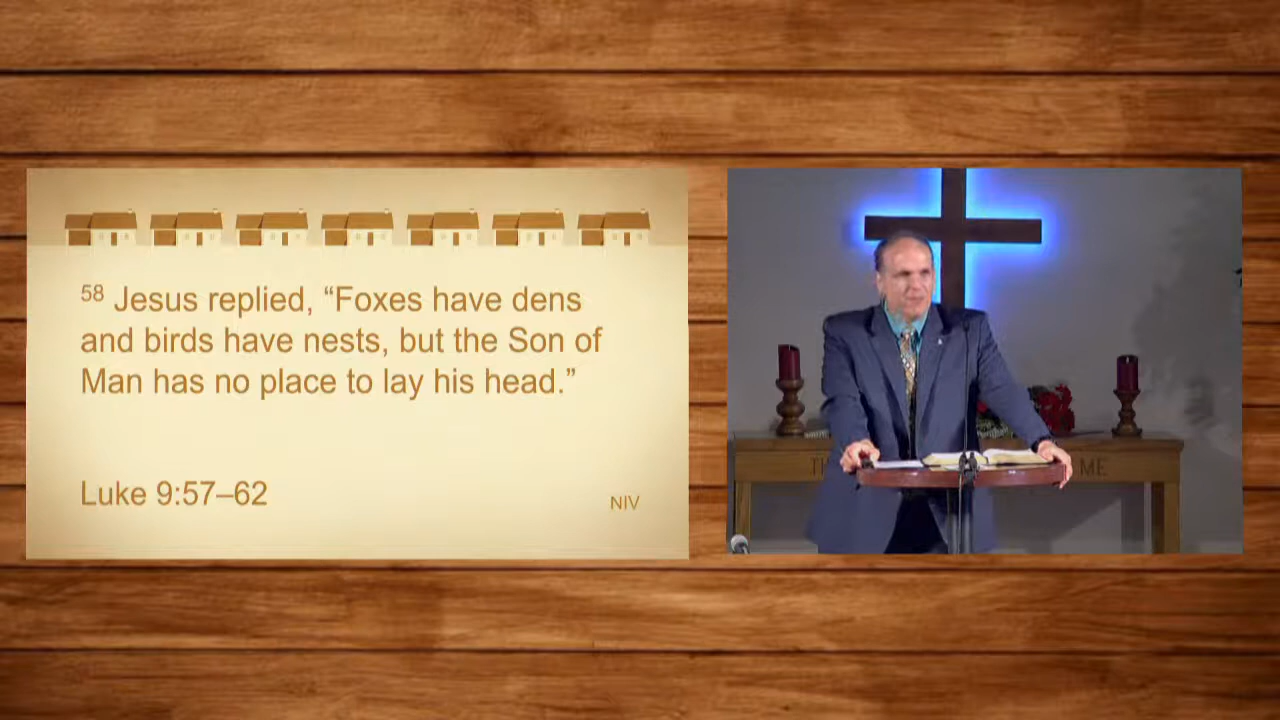 58 Jesus replied, “Foxes have dens
and birds have nests, but the Son of
Man has no place to lay his head.”
Luke 9:57–62
NIV
ME